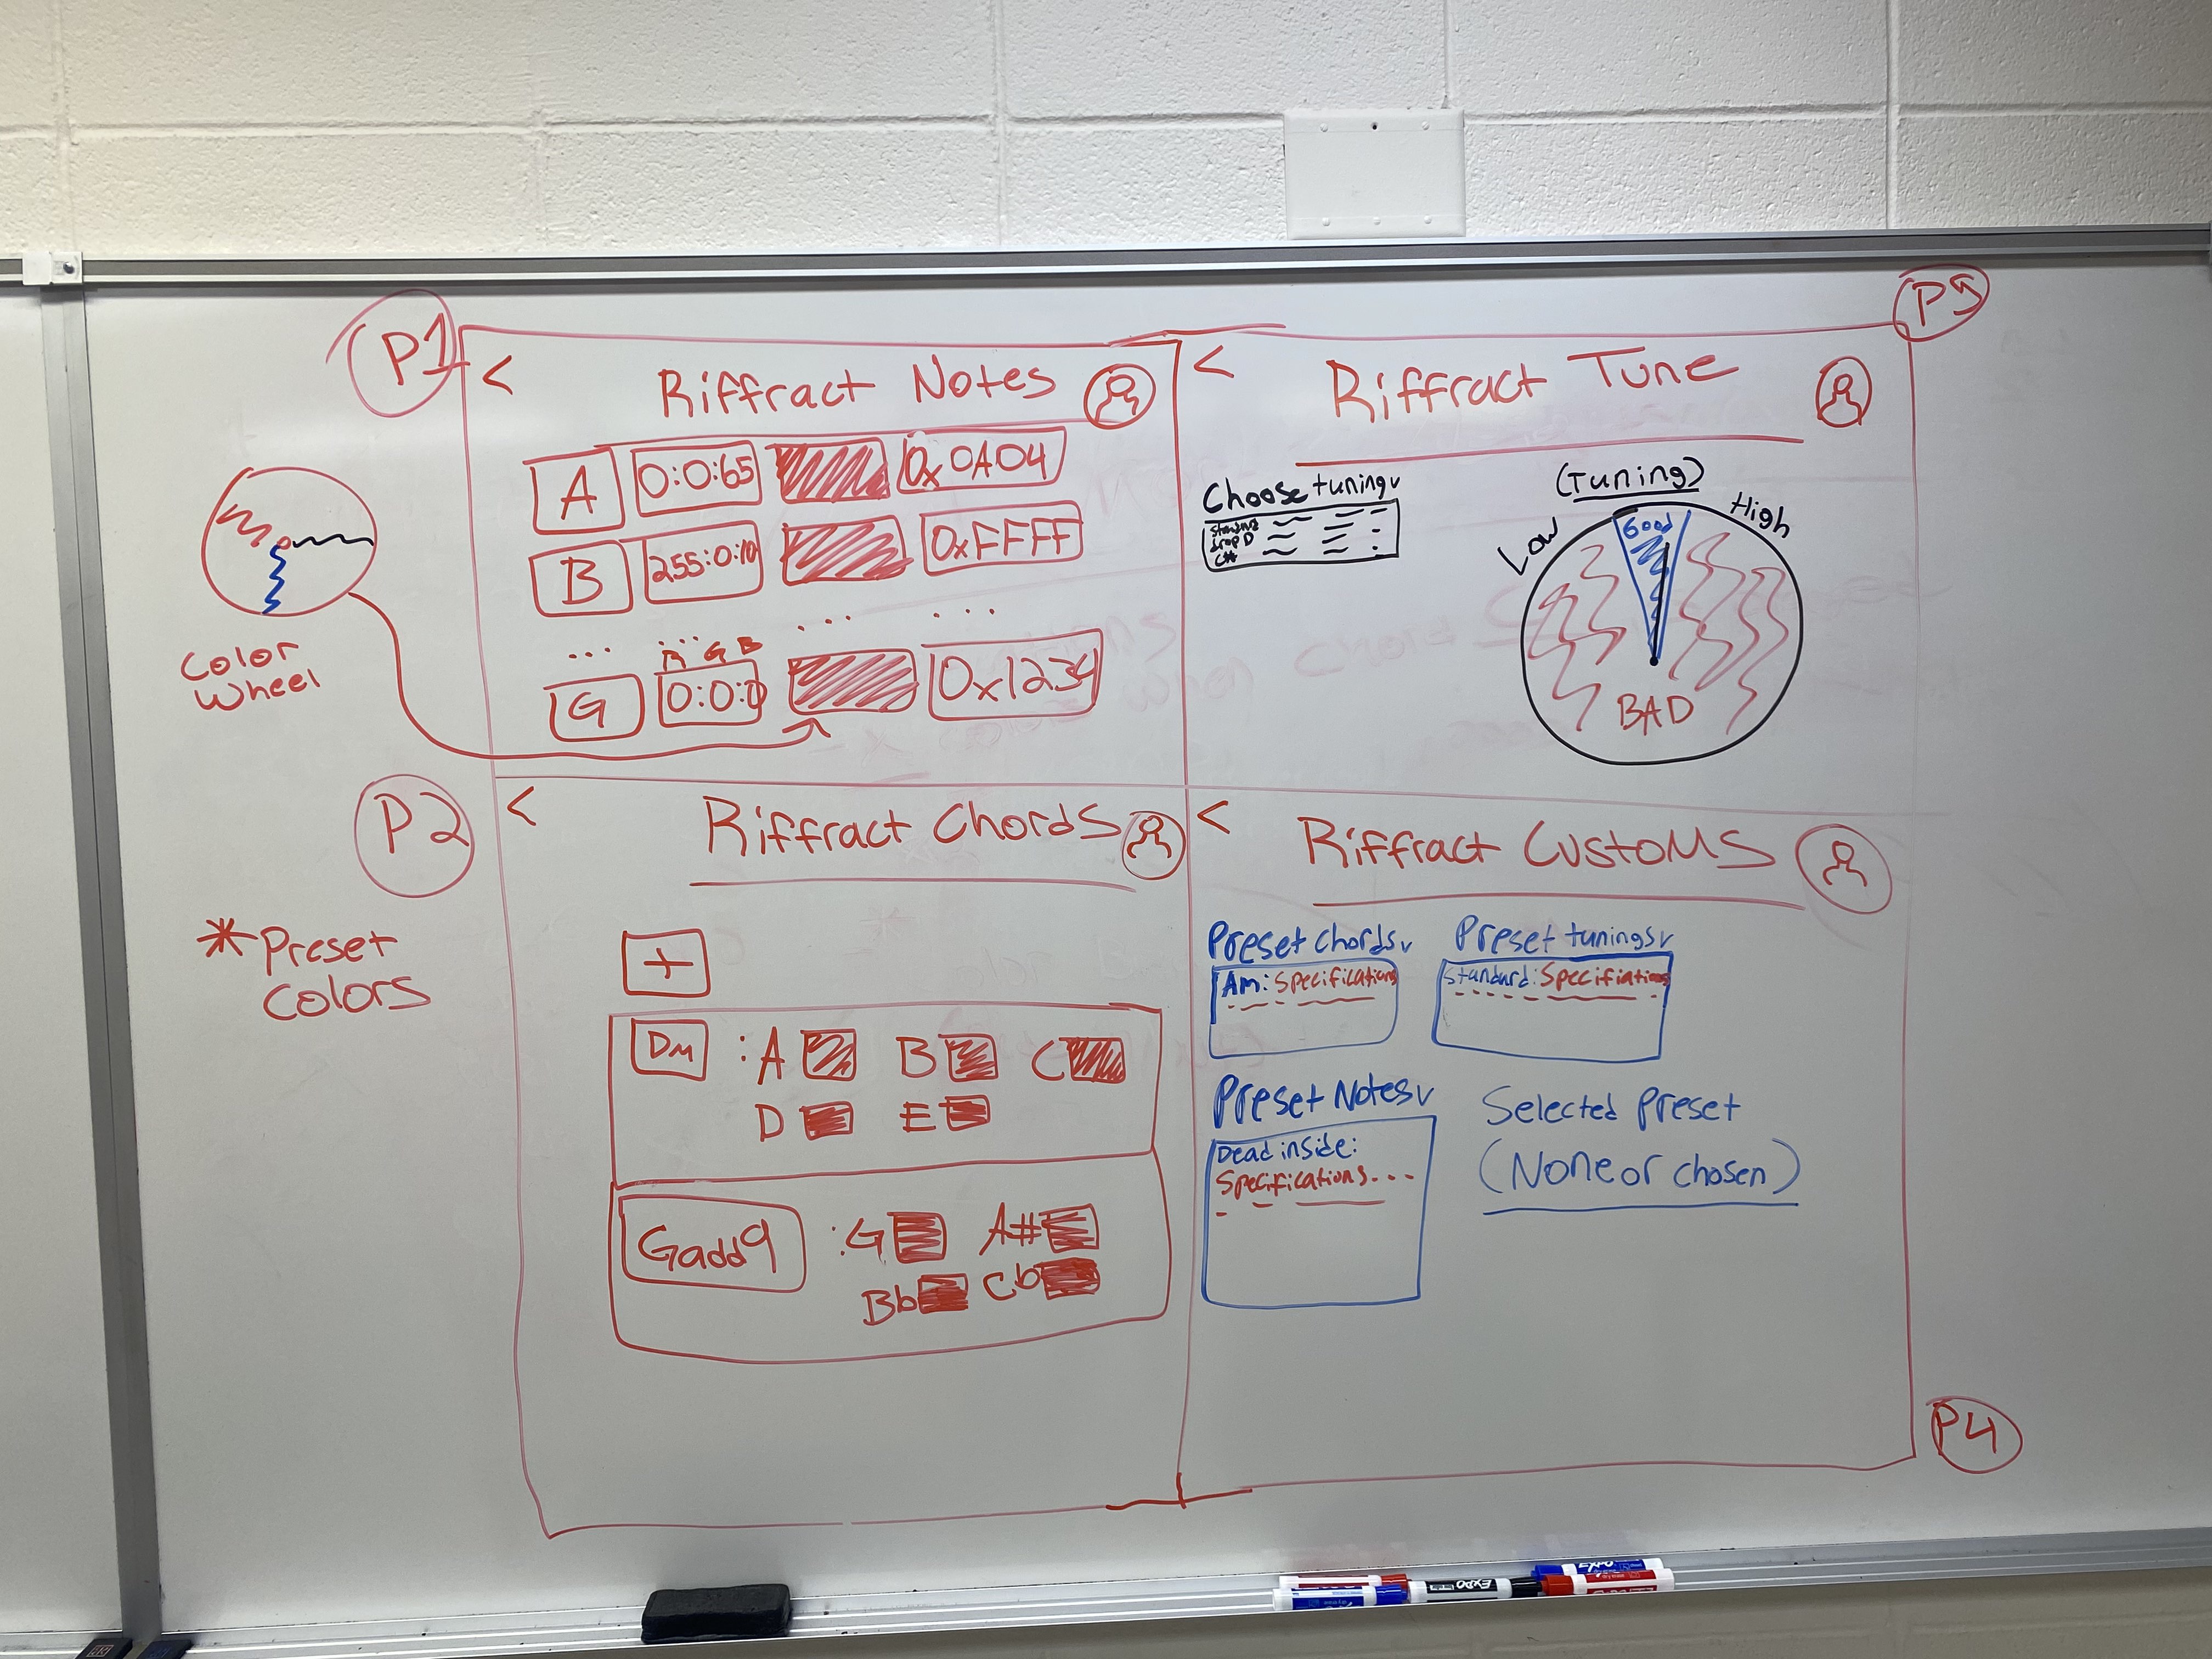 P1
< Riffract Notes
A 0:0:65 0x0A04
B 255:0:10 0xFFFF
... ... ... ...
R G B
G 0:0:0 0x1234
Color
Wheel
P2
< Riffract Chords
* Preset
Colors
+
Dm :A B C
D E
Gadd9 :G A#
Bb Cb
< Riffract Tune
Choose tuning v
drop D
C#
(Tuning)
Low
Good
High
BAD
< Riffract Customs
Preset chords v
Am: Specifications
Preset tunings v
Standard: Specifiations
Preset Notes v
Dead inside:
Specifications...
Selected Preset
(None or chosen)
P4
EXPO